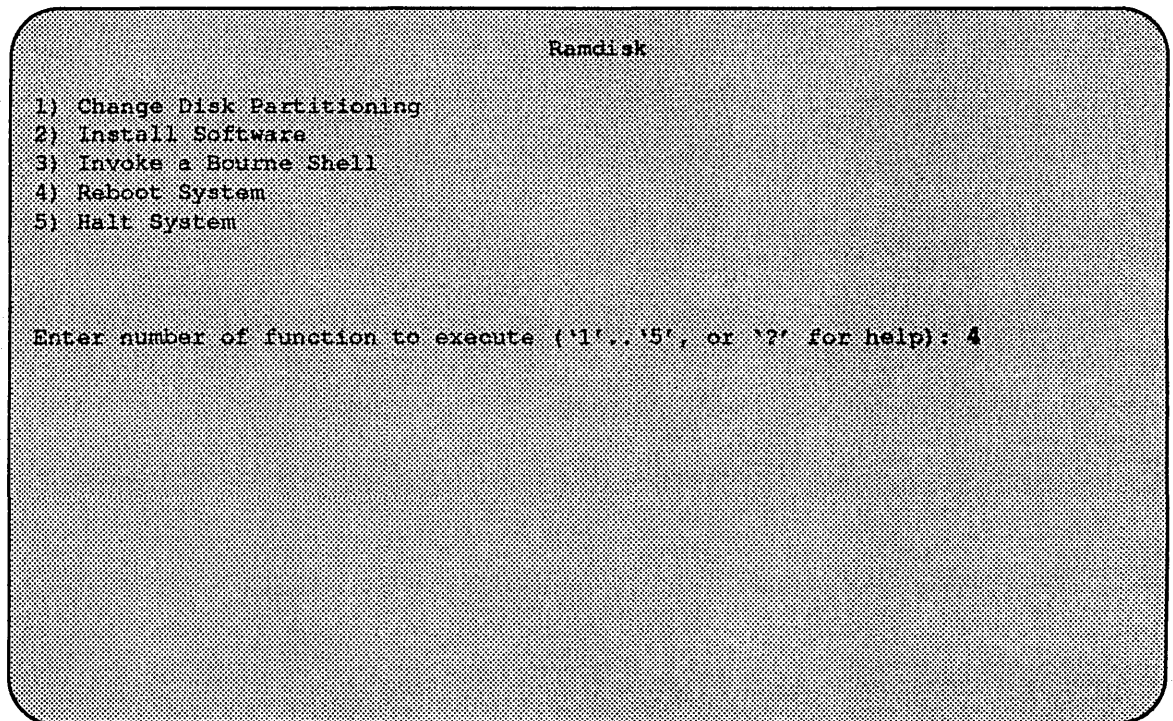 Ramdisk
1) Change Disk Partitioning
2) Install Software
3) Invoke a Bourne Shell
4) Reboot System
5) Halt System
Enter number of function to execute ('1'..'5', or '?' for help): 4